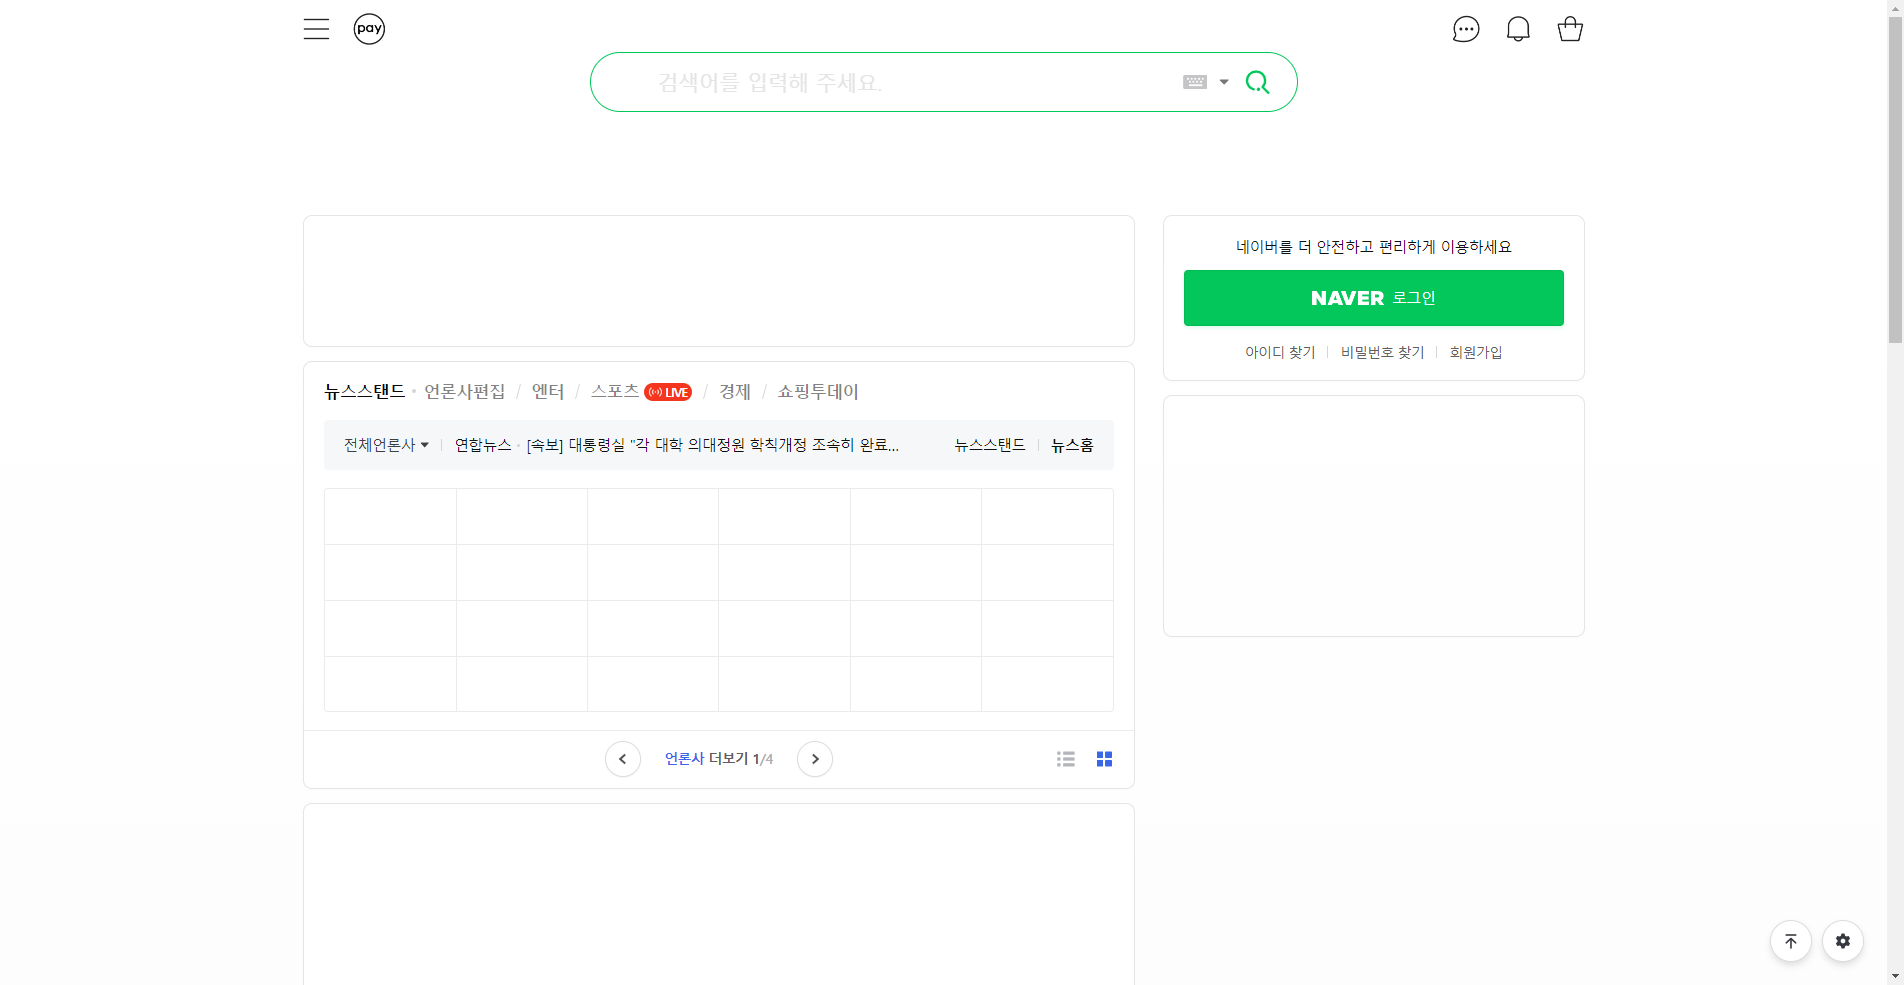 pay
검색어를 입력해 주세요.
네이버를 더 안전하고 편리하게 이용하세요
NAVER 로그인
아이디 찾기 비밀번호 찾기 회원가입
뉴스스탠드 · 언론사편집 / 엔터 / 스포츠 LIVE / 경제 / 쇼핑투데이
전체언론사 연합뉴스 · [속보] 대통령실 "각 대학 의대정원 학칙개정 조속히 완료... 뉴스스탠드 뉴스홈
언론사 더보기 1/4